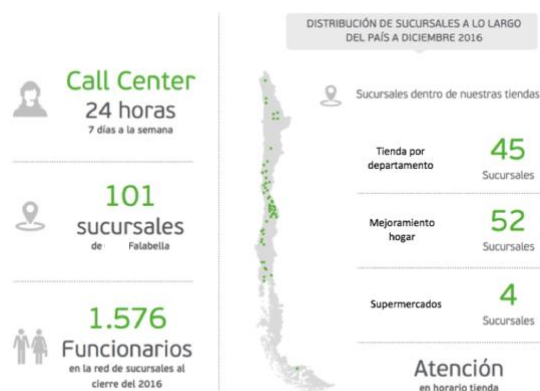 Call Center
24 horas
7 días a la semana
101
sucursales
de Falabella
1.576
Funcionarios
en la red de sucursales al
cierre del 2016
DISTRIBUCIÓN DE SUCURSALES A LO LARGO
DEL PAÍS A DICIEMBRE 2016
Sucursales dentro de nuestras tiendas
Tienda por
departamento
45
Sucursales
Mejoramiento
hogar
52
Sucursales
Supermercados
4
Sucursales
Atención
en horario tienda